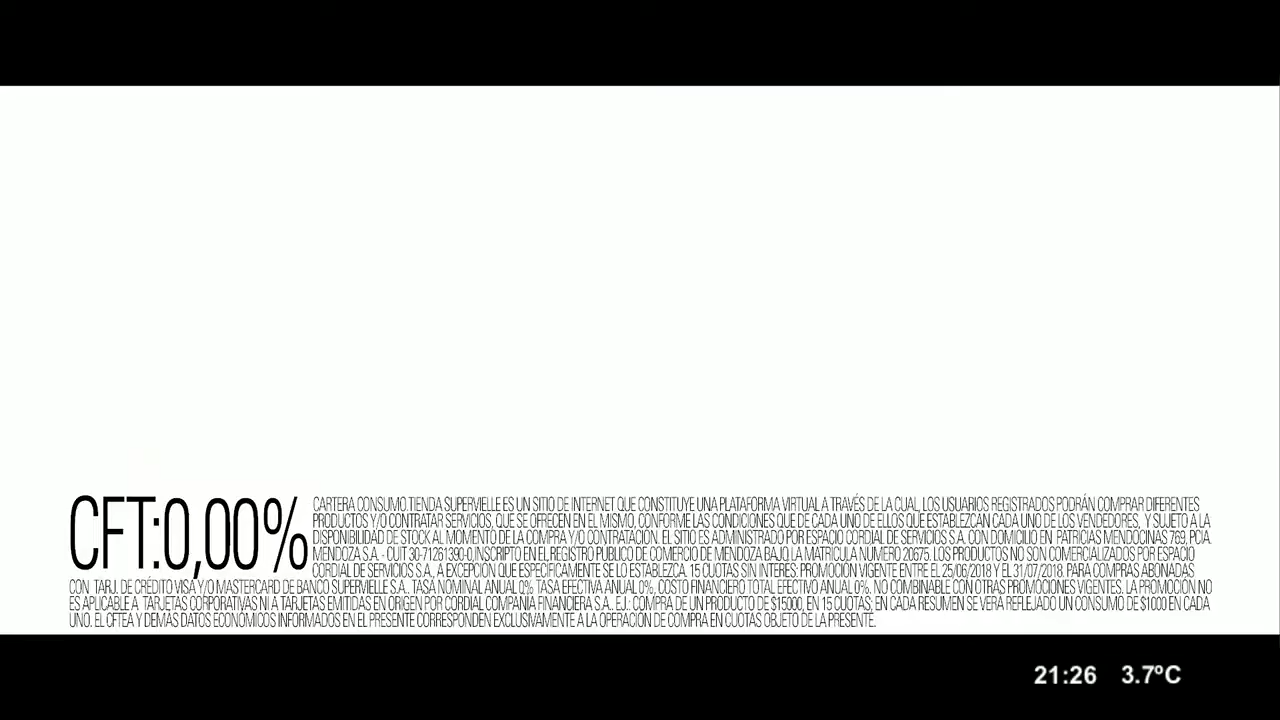 CFT:0,00%
CARTERA CONSUMO.TIENDA SUPERVIELLE ES UN SITIO DE INTERNET QUE CONSTITUYE UNA PLATAFORMA VIRTUAL A TRAVÉS DE LA CUAL, LOS USUARIOS REGISTRADOS PODRÁN COMPRAR DIFERENTES
PRODUCTOS Y/O CONTRATAR SERVICIOS, QUE SE OFRECEN EN EL MISMO, CONFORME LAS CONDICIONES QUE DE CADA UNO DE ELLOS QUE ESTABLEZCAN CADA UNO DE LOS VENDEDORES, Y SUJETO A LA
DISPONIBILIDAD DE STOCK AL MOMENTO DE LA COMPRA Y/O CONTRATACIÓN. EL SITIO ES ADMINISTRADO POR ESPACIO CORDIAL DE SERVICIOS S.A. CON DOMICILIO EN PATRICIAS MENDOCINAS 769, PCIA.
MENDOZA S.A. - CUIT 30-71261390-0,INSCRIPTO EN EL REGISTRO PÚBLICO DE COMERCIO DE MENDOZA BAJO LA MATRÍCULA NÚMERO 20675. LOS PRODUCTOS NO SON COMERCIALIZADOS POR ESPACIO
CORDIAL DE SERVICIOS S.A., A EXCEPCIÓN QUE ESPECÍFICAMENTE SE LO ESTABLEZCA. 15 CUOTAS SIN INTERÉS: PROMOCIÓN VIGENTE ENTRE EL 25/06/2018 Y EL 31/07/2018. PARA COMPRAS ABONADAS
CON TARJ. DE CRÉDITO VISA Y/O MASTERCARD DE BANCO SUPERVIELLE S.A.. TASA NOMINAL ANUAL 0% TASA EFECTIVA ANUAL 0%, COSTO FINANCIERO TOTAL EFECTIVO ANUAL 0%. NO COMBINABLE CON OTRAS PROMOCIONES VIGENTES. LA PROMOCIÓN NO
ES APLICABLE A TARJETAS CORPORATIVAS NI A TARJETAS EMITIDAS EN ORIGEN POR CORDIAL COMPAÑÍA FINANCIERA S.A.. EJ.: COMPRA DE UN PRODUCTO DE $15000, EN 15 CUOTAS; EN CADA RESUMEN SE VERÁ REFLEJADO UN CONSUMO DE $1000 EN CADA
UNO. EL CFTEA Y DEMÁS DATOS ECONÓMICOS INFORMADOS EN EL PRESENTE CORRESPONDEN EXCLUSIVAMENTE A LA OPERACIÓN DE COMPRA EN CUOTAS OBJETO DE LA PRESENTE.
21:26 3.7ºC